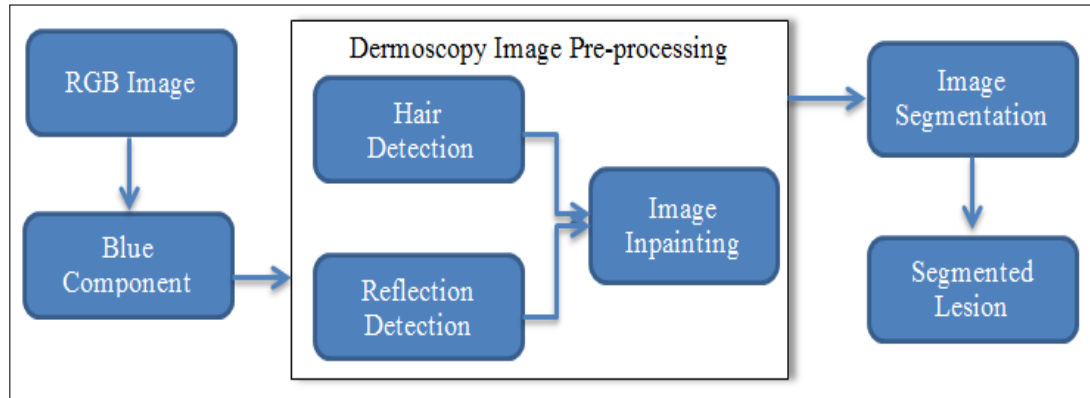 RGB Image
Blue
Component
Dermoscopy Image Pre-processing
Hair
Detection
Reflection
Detection
Image
Inpainting
Image
Segmentation
Segmented
Lesion